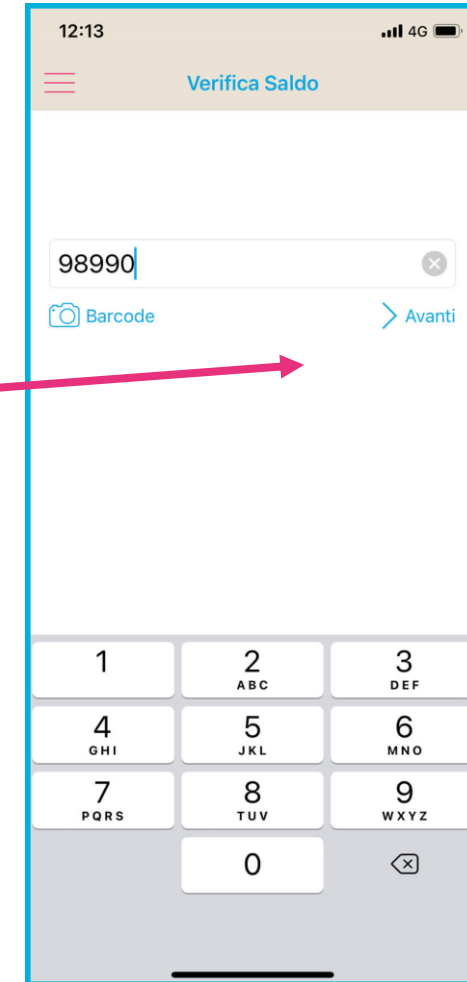 12:13
4G
Verifica Saldo
98990
Barcode
Avanti
1
2
3
ABC
DEF
4
5
6
GHI
JKL
MNO
7
8
9
PQRS
TUV
WXYZ
0